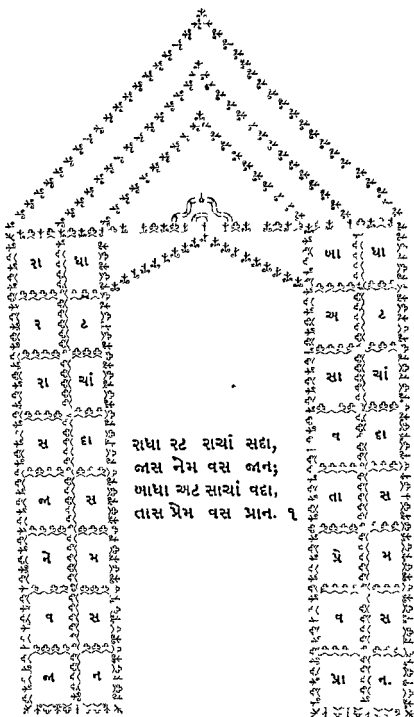 રા ધા ખા ધા
ર ટ અ ટ
રા ચાં સા ચાં
સ દા વ દા
રાધા રટ રાચાં સદા,
જાસ નેમ વસ જાન;
ખાધા અટ સાચાં વદા,
તાસ પ્રેમ વસ પ્રાન. ૧
જા સ તા સ
ને મ પ્રે મ
વ સ વ સ
જા ન પ્રા ન.